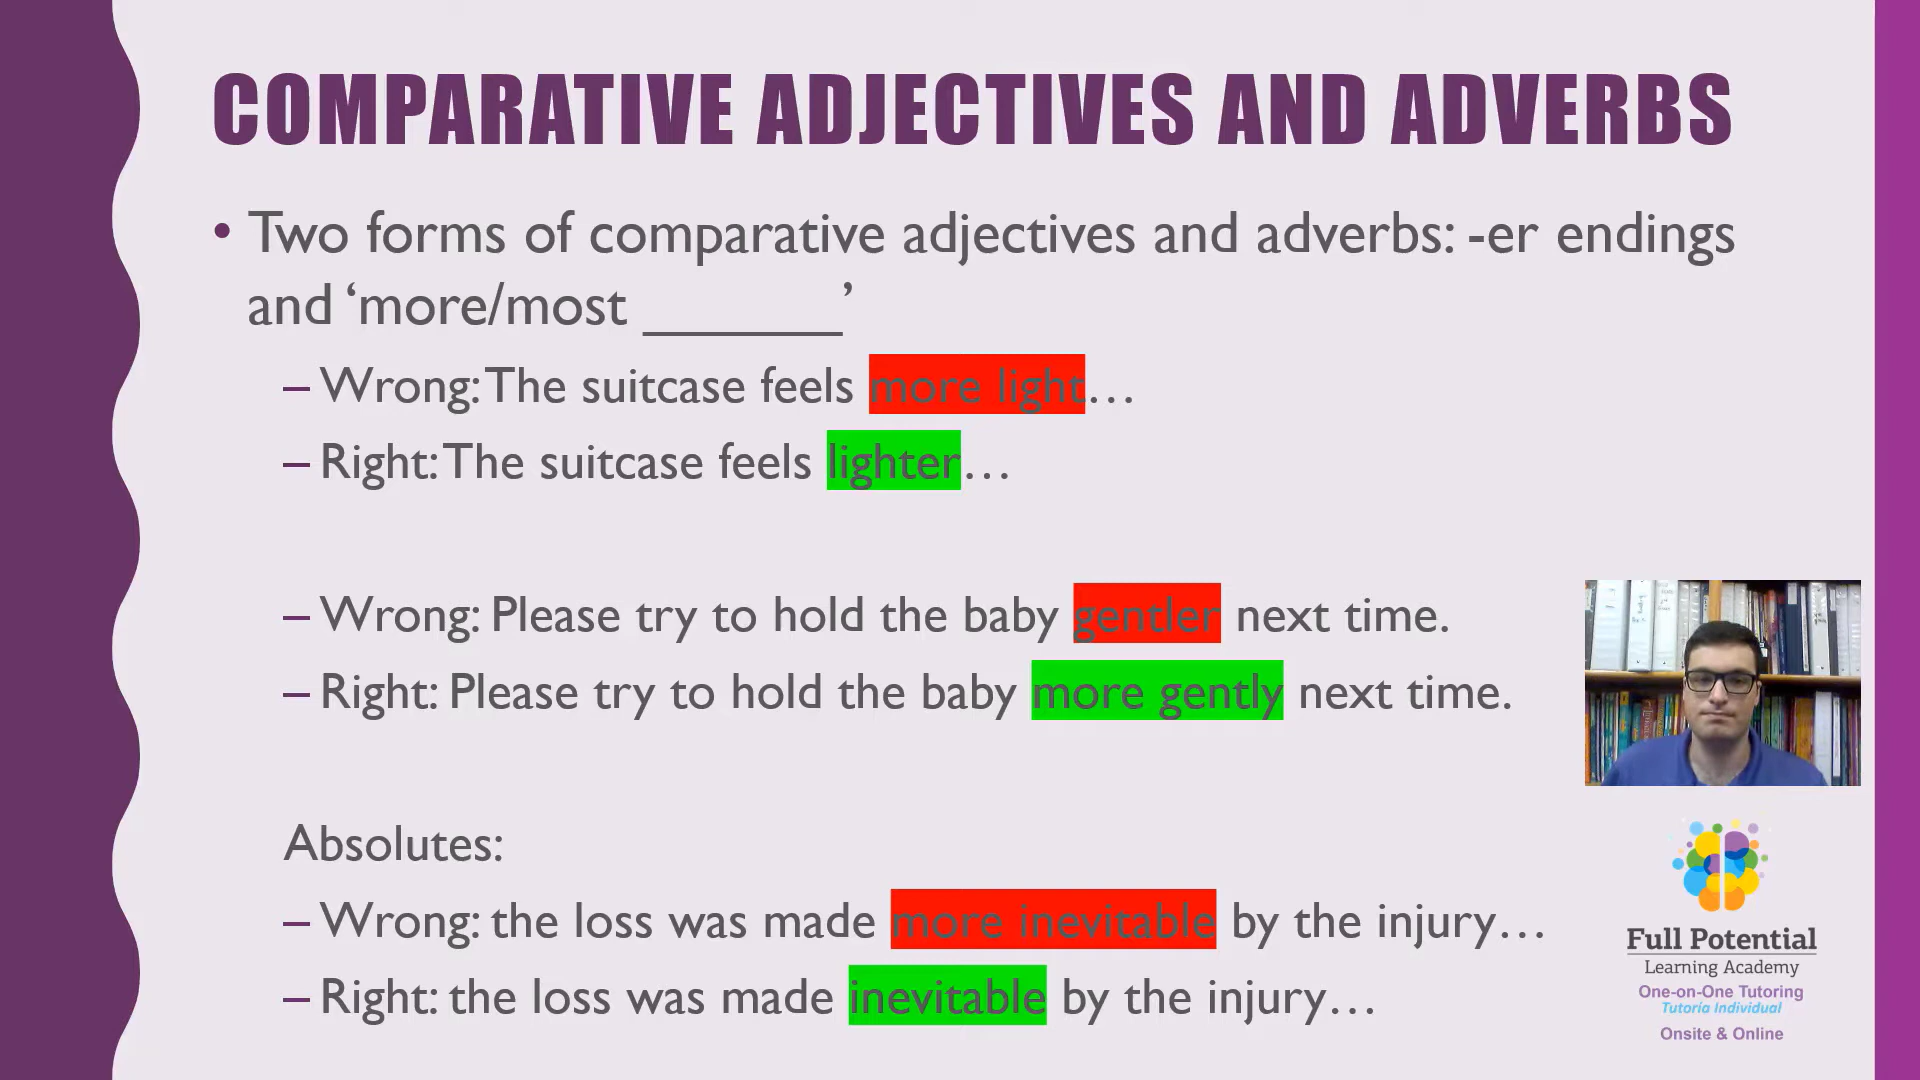 COMPARATIVE ADJECTIVES AND ADVERBS
• Two forms of comparative adjectives and adverbs: -er endings
and ‘more/most _______’
– Wrong: The suitcase feels more light…
– Right: The suitcase feels lighter…
– Wrong: Please try to hold the baby gentler next time.
– Right: Please try to hold the baby more gently next time.
Absolutes:
– Wrong: the loss was made more inevitable by the injury…
– Right: the loss was made inevitable by the injury…
Full Potential
Learning Academy
One-on-One Tutoring
Tutoria Individual
Onsite & Online